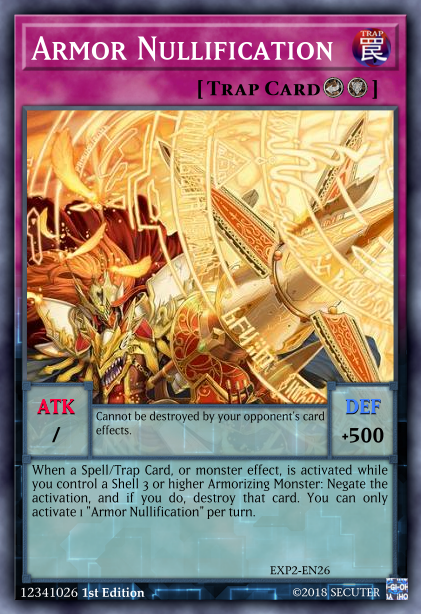 ARMOR NULLIFICATION
TRAP
罠
[TRAP CARD]
ATK
/
Cannot be destroyed by your opponent's card
effects.
DEF
+500
When a Spell/Trap Card, or monster effect, is activated while
you control a Shell 3 or higher Armorizing Monster: Negate the
activation, and if you do, destroy that card. You can only
activate 1 "Armor Nullification" per turn.
EXP2-EN26
12341026 1st Edition
©2018 SECUTER